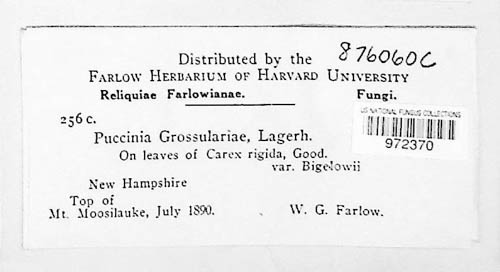 Distributed by the
876060C
FARLOW HERBARIUM OF HARVARD UNIVERSITY
Reliquiae Farlowianae. Fungi.
US NATIONAL FUNGUS COLLECTIONS
972370
256 c.
Puccinia Grossulariae, Lagerh.
On leaves of Carex rigida, Good.
var. Bigelowii
New Hampshire
Top of
Mt. Moosilauke, July 1890. W. G. Farlow.